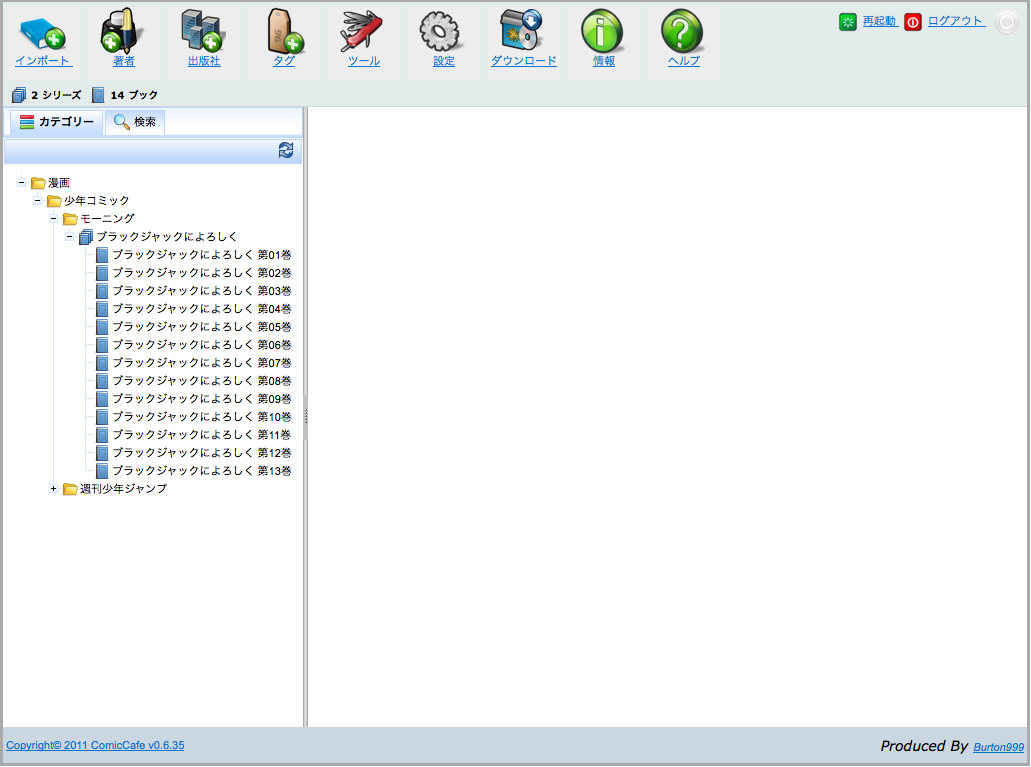 インポート 著者 出版社 タグ ツール 設定 ダウンロード 情報 ヘルプ 再起動 ログアウト
2 シリーズ 14 ブック
カテゴリー 検索
漫画
少年コミック
モーニング
ブラックジャックによろしく
ブラックジャックによろしく 第01巻
ブラックジャックによろしく 第02巻
ブラックジャックによろしく 第03巻
ブラックジャックによろしく 第04巻
ブラックジャックによろしく 第05巻
ブラックジャックによろしく 第06巻
ブラックジャックによろしく 第07巻
ブラックジャックによろしく 第08巻
ブラックジャックによろしく 第09巻
ブラックジャックによろしく 第10巻
ブラックジャックによろしく 第11巻
ブラックジャックによろしく 第12巻
ブラックジャックによろしく 第13巻
週刊少年ジャンプ
Copyright© 2011 ComicCafe v0.6.35 Produced By Burton999